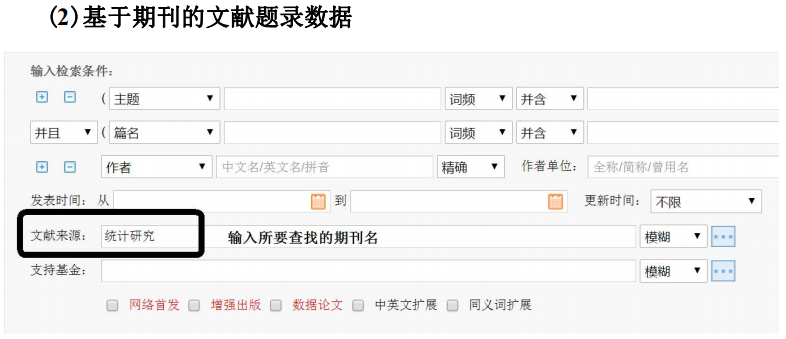 (2)基于期刊的文献题录数据
输入检索条件：
( 主题 词频 并含
并且 ( 篇名 词频 并含
作者 中文名/英文名/拼音 精确 作者单位： 全称/简称/曾用名
发表时间： 从 到 更新时间： 不限
文献来源： 统计研究 输入所要查找的期刊名 模糊
支持基金： 模糊
网络首发 增强出版 数据论文 中英文扩展 同义词扩展